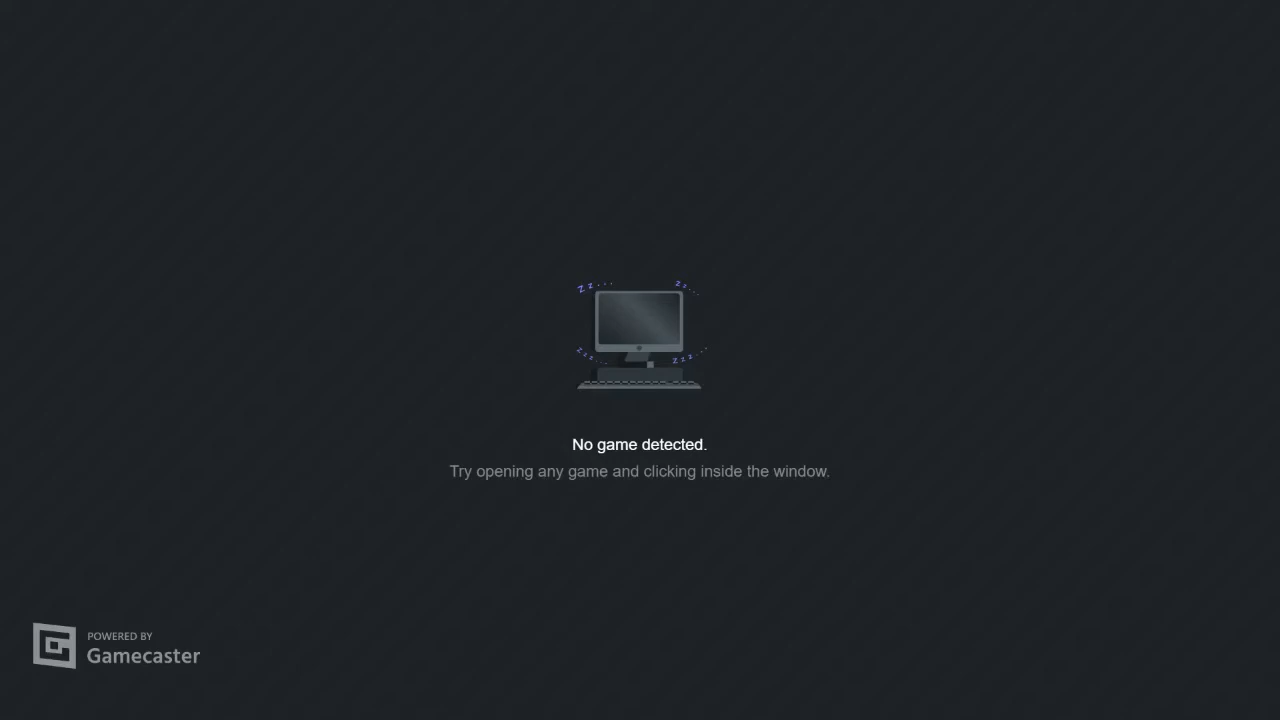 No game detected.
Try opening any game and clicking inside the window.
POWERED BY
Gamecaster